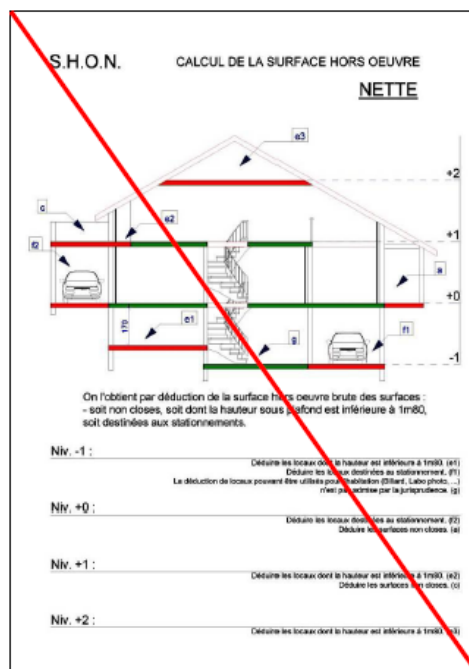 S.H.O.N. CALCUL DE LA SURFACE HORS OEUVRE
NETTE
e3
+2
c
e2
f2
+1
a
+0
170
e1
e
f1
-1
On l'obtient par déduction de la surface hors oeuvre brute des surfaces :
- soit non closes, soit dont la hauteur sous plafond est inférieure à 1m80,
soit destinées aux stationnements.
Niv. -1 :
Déduire les locaux dont la hauteur est inférieure à 1m80. (e1)
Déduire les locaux destinées au stationnement. (f1)
La déduction de locaux pouvant être utilisés pour l'habitation (Billard, Labo photo, ...)
n'est pas admise par la jurisprudence. (g)
Niv. +0 :
Déduire les locaux destinées au stationnement. (f2)
Déduire les surfaces non closes. (a)
Niv. +1 :
Déduire les locaux dont la hauteur est inférieure à 1m80. (e2)
Déduire les surfaces non closes. (c)
Niv. +2 :
Déduire les locaux dont la hauteur est inférieure à 1m80. (e3)